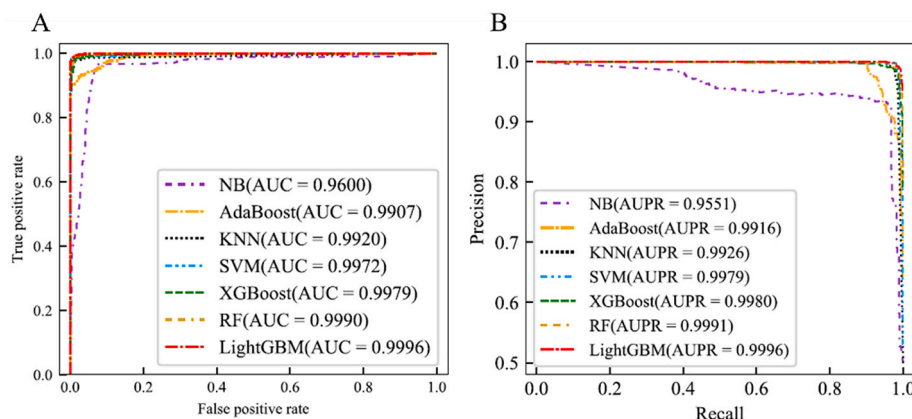 A
1.0
0.8
0.6
0.4
0.2
0.0
True positive rate
NB(AUC = 0.9600)
AdaBoost(AUC = 0.9907)
KNN(AUC = 0.9920)
SVM(AUC = 0.9972)
XGBoost(AUC = 0.9979)
RF(AUC = 0.9990)
LightGBM(AUC = 0.9996)
0.0 0.2 0.4 0.6 0.8 1.0
False positive rate
B
1.0
0.9
0.8
0.7
0.6
0.5
Precision
NB(AUPR = 0.9551)
AdaBoost(AUPR = 0.9916)
KNN(AUPR = 0.9926)
SVM(AUPR = 0.9979)
XGBoost(AUPR = 0.9980)
RF(AUPR = 0.9991)
LightGBM(AUPR = 0.9996)
0.0 0.2 0.4 0.6 0.8 1.0
Recall